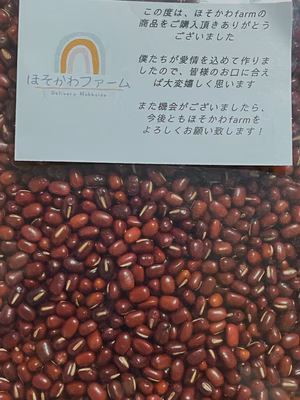 この度は、ほそかわfarmの
商品をご購入頂きありがとう
ございました
僕たちが愛情を込めて作りま
したので、皆様のお口に合え
ば大変嬉しく思います
また機会がございましたら、
今後ともほそかわfarmを
よろしくお願い致します！
ほそかわファーム
Delivery Hokkaido